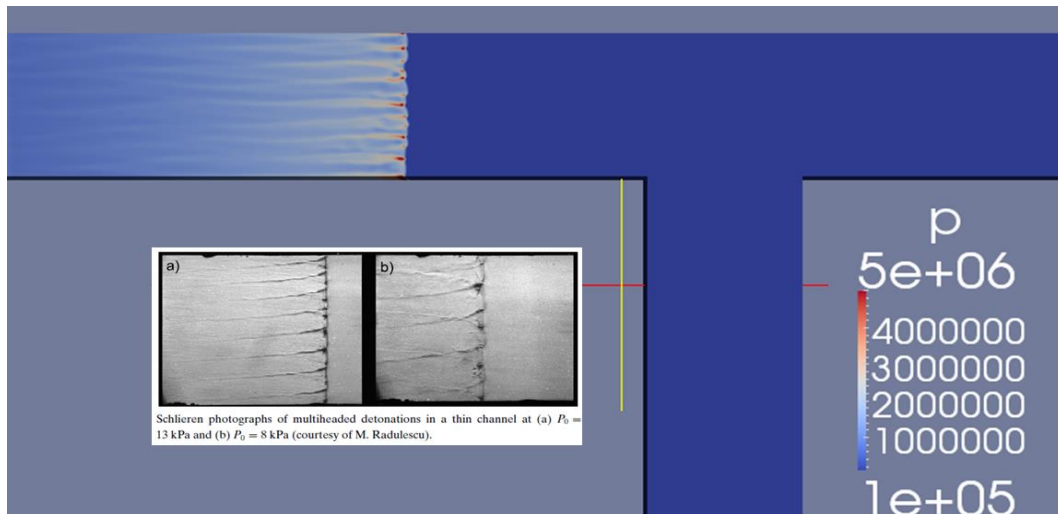 a)
b)
Schlieren photographs of multiheaded detonations in a thin channel at (a) P₀ =
13 kPa and (b) P₀ = 8 kPa (courtesy of M. Radulescu).
p
5e+06
4000000
3000000
2000000
1000000
1e+05